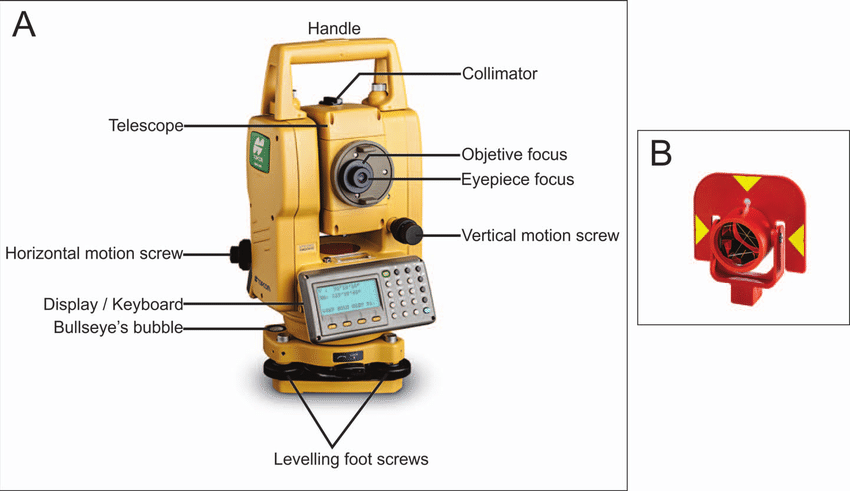 A
Handle
Collimator
Telescope
Objetive focus
Eyepiece focus
Horizontal motion screw
Vertical motion screw
Display / Keyboard
Bullseye's bubble
Levelling foot screws
TOPCON
B